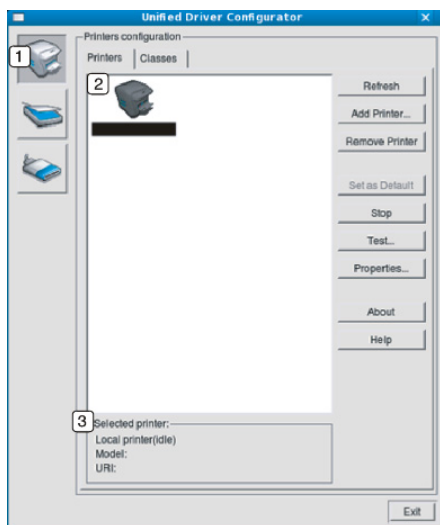 Unified Driver Configurator
Printers configuration
1
Printers Classes
2
Refresh
Add Printer...
Remove Printer
Set as Default
Stop
Test...
Properties...
About
Help
3
Selected printer:
Local printer(idle)
Model:
URI:
Exit